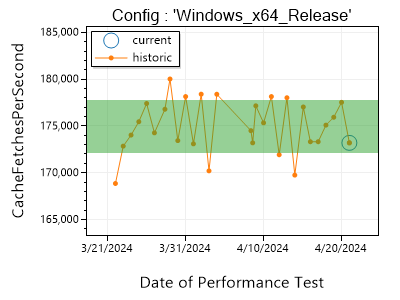 Config : 'Windows_x64_Release'
current
historic
CacheFetchesPerSecond
185,000
180,000
175,000
170,000
165,000
3/21/2024
3/31/2024
4/10/2024
4/20/2024
Date of Performance Test